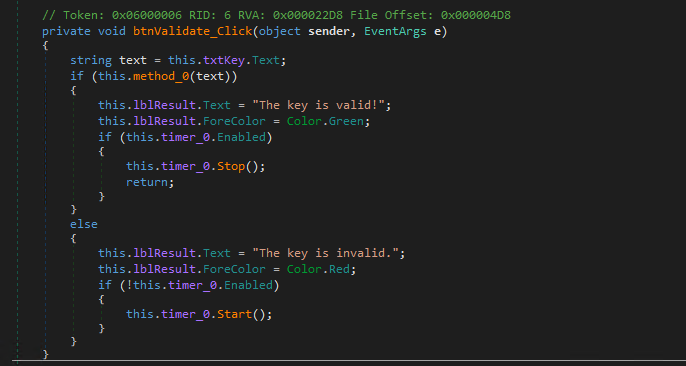 // Token: 0x06000006 RID: 6 RVA: 0x000022D8 File Offset: 0x000004D8
private void btnValidate_Click(object sender, EventArgs e)
{
string text = this.txtKey.Text;
if (this.method_0(text))
{
this.lblResult.Text = "The key is valid!";
this.lblResult.ForeColor = Color.Green;
if (this.timer_0.Enabled)
{
this.timer_0.Stop();
return;
}
}
else
{
this.lblResult.Text = "The key is invalid.";
this.lblResult.ForeColor = Color.Red;
if (!this.timer_0.Enabled)
{
this.timer_0.Start();
}
}
}